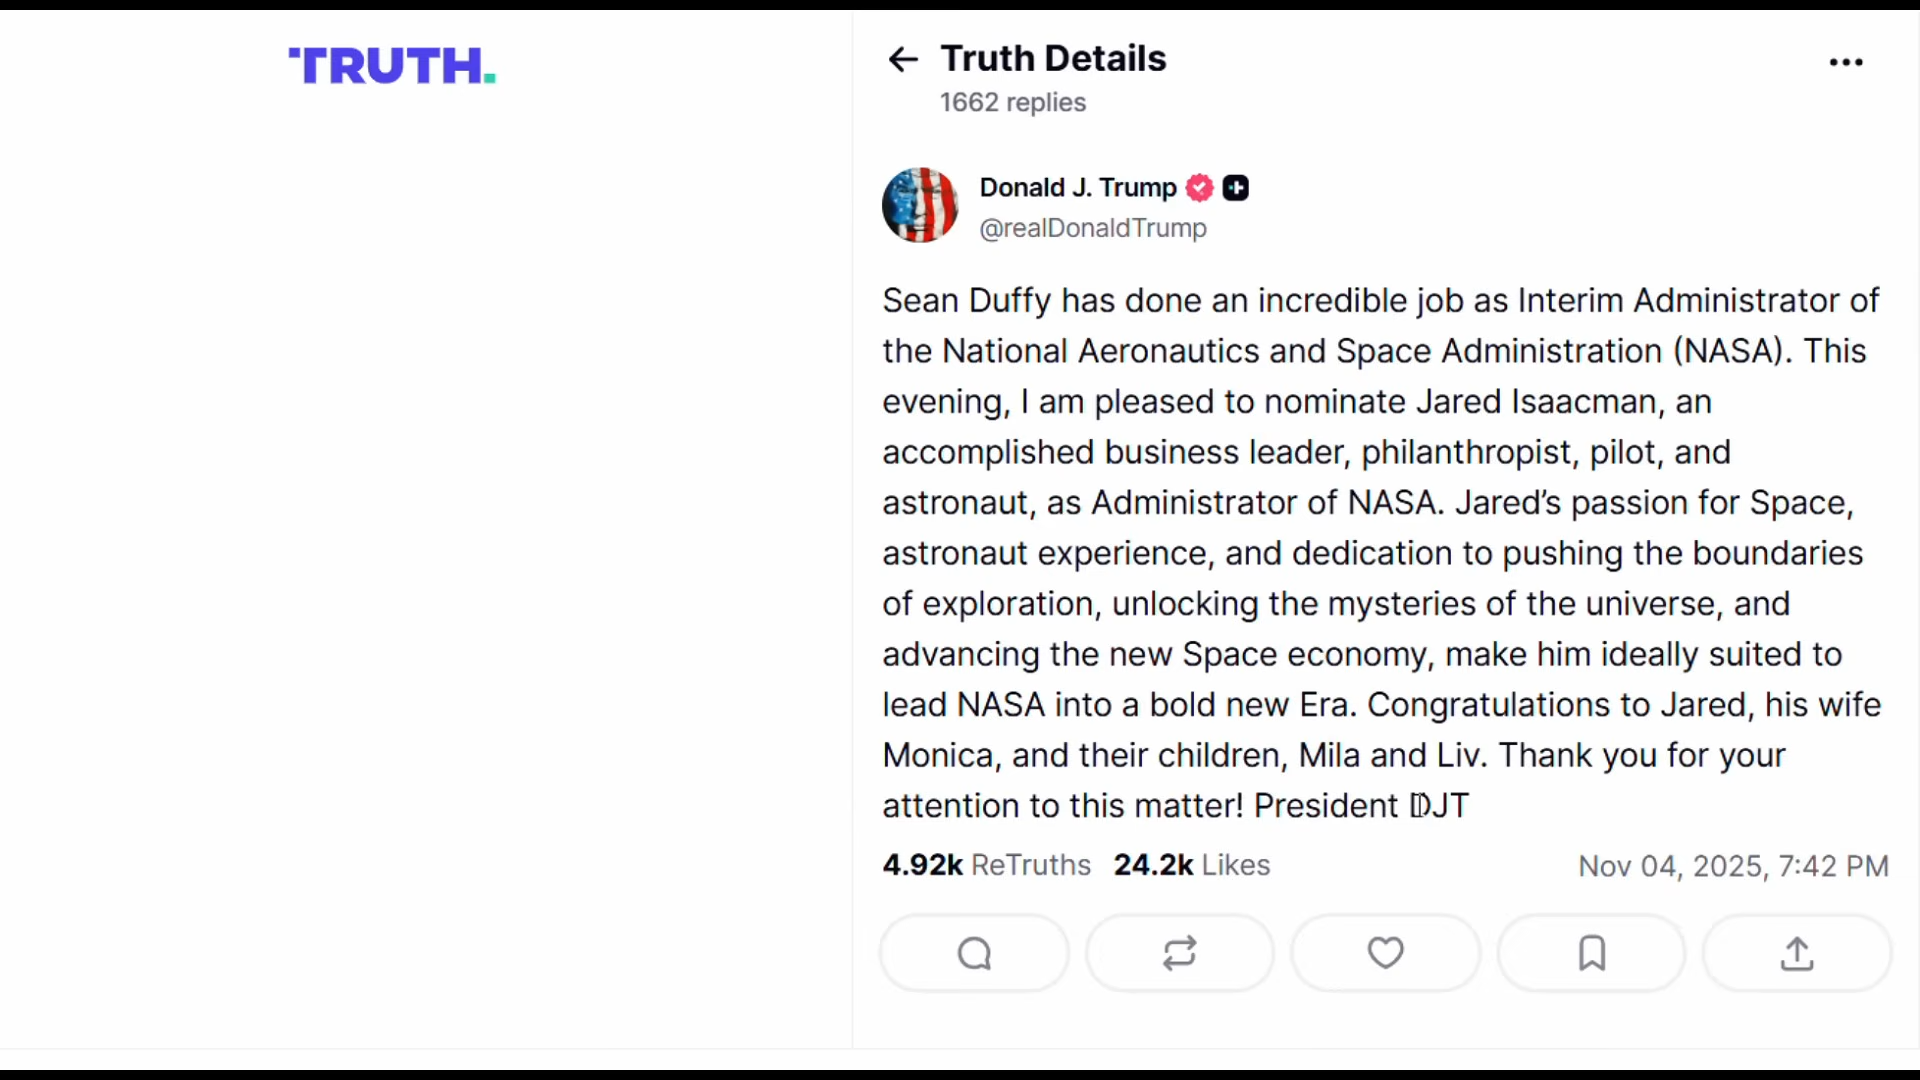 TRUTH.
Truth Details
1662 replies
Donald J. Trump
@realDonaldTrump
Sean Duffy has done an incredible job as Interim Administrator of
the National Aeronautics and Space Administration (NASA). This
evening, I am pleased to nominate Jared Isaacman, an
accomplished business leader, philanthropist, pilot, and
astronaut, as Administrator of NASA. Jared’s passion for Space,
astronaut experience, and dedication to pushing the boundaries
of exploration, unlocking the mysteries of the universe, and
advancing the new Space economy, make him ideally suited to
lead NASA into a bold new Era. Congratulations to Jared, his wife
Monica, and their children, Mila and Liv. Thank you for your
attention to this matter! President DJT
4.92k ReTruths 24.2k Likes Nov 04, 2025, 7:42 PM